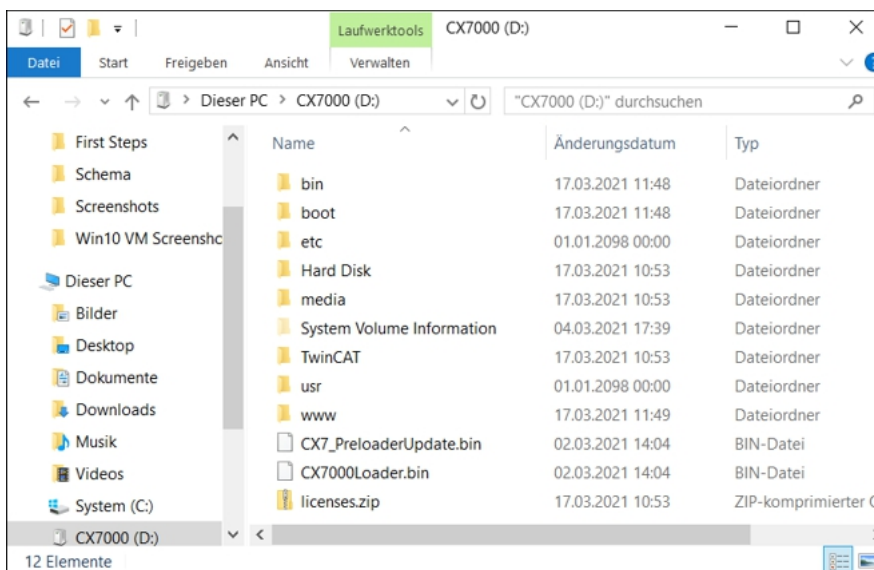 Laufwerktools CX7000 (D:)
Datei Start Freigeben Ansicht Verwalten
Dieser PC > CX7000 (D:) "CX7000 (D:)" durchsuchen
First Steps
Schema
Screenshots
Win10 VM Screenshc
Dieser PC
Bilder
Desktop
Dokumente
Downloads
Musik
Videos
System (C:)
CX7000 (D:)
Name Änderungsdatum Typ
bin 17.03.2021 11:48 Dateiordner
boot 17.03.2021 11:48 Dateiordner
etc 01.01.2098 00:00 Dateiordner
Hard Disk 17.03.2021 10:53 Dateiordner
media 17.03.2021 10:53 Dateiordner
System Volume Information 04.03.2021 17:39 Dateiordner
TwinCAT 17.03.2021 10:53 Dateiordner
usr 01.01.2098 00:00 Dateiordner
www 17.03.2021 11:49 Dateiordner
CX7_PreloaderUpdate.bin 02.03.2021 14:04 BIN-Datei
CX7000Loader.bin 02.03.2021 14:04 BIN-Datei
licenses.zip 17.03.2021 10:53 ZIP-komprimierter
12 Elemente